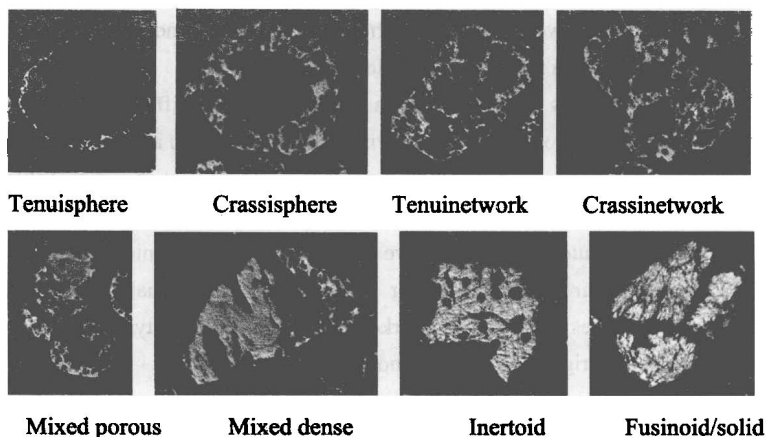 Tenuisphere Crassisphere Tenuinetwork Crassinetwork
Mixed porous Mixed dense Inertoid Fusinoid/solid